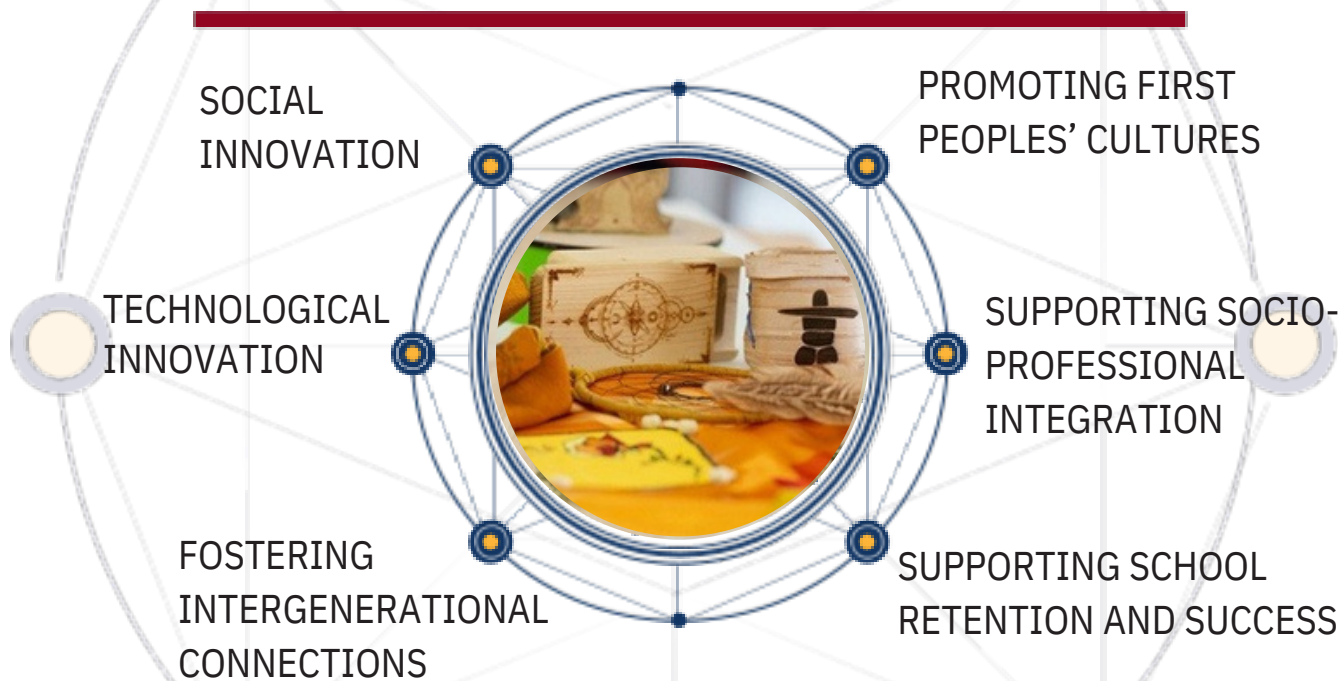 SOCIAL
INNOVATION
PROMOTING FIRST
PEOPLES’ CULTURES
TECHNOLOGICAL
INNOVATION
SUPPORTING SOCIO-
PROFESSIONAL
INTEGRATION
FOSTERING
INTERGENERATIONAL
CONNECTIONS
SUPPORTING SCHOOL
RETENTION AND SUCCESS